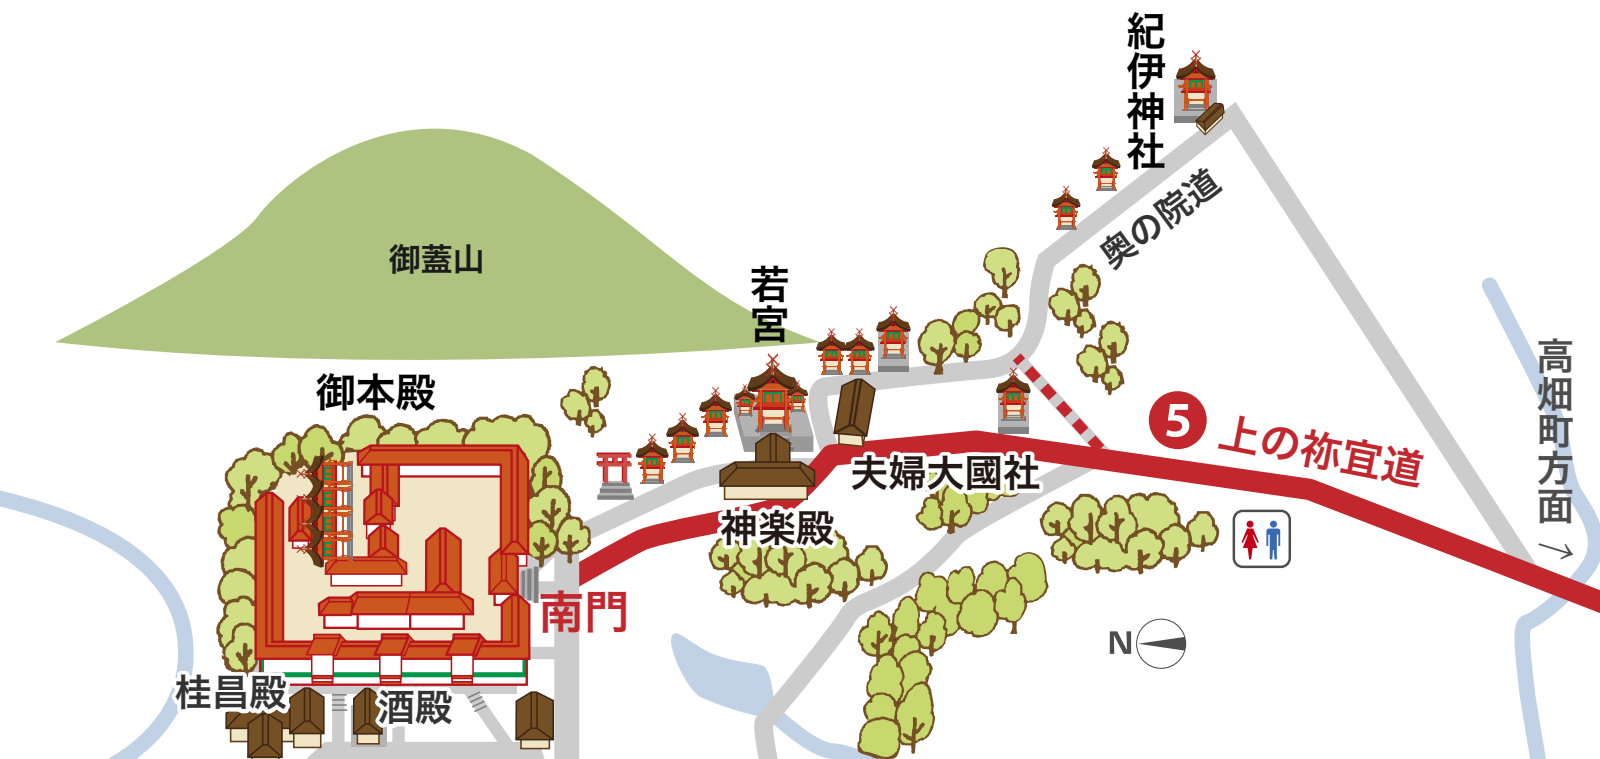 紀伊神社
奥の院道
御蓋山
若宮
高畑町方面
→
御本殿
5
上の祢宜道
夫婦大國社
神楽殿
南門
N
桂昌殿
酒殿